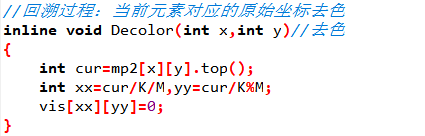 //回溯过程：当前元素对应的原始坐标去色
inline void Decolor(int x,int y)//去色
{
    int cur=mp2[x][y].top();
    int xx=cur/K/M,yy=cur/K%M;
    vis[xx][yy]=0;
}